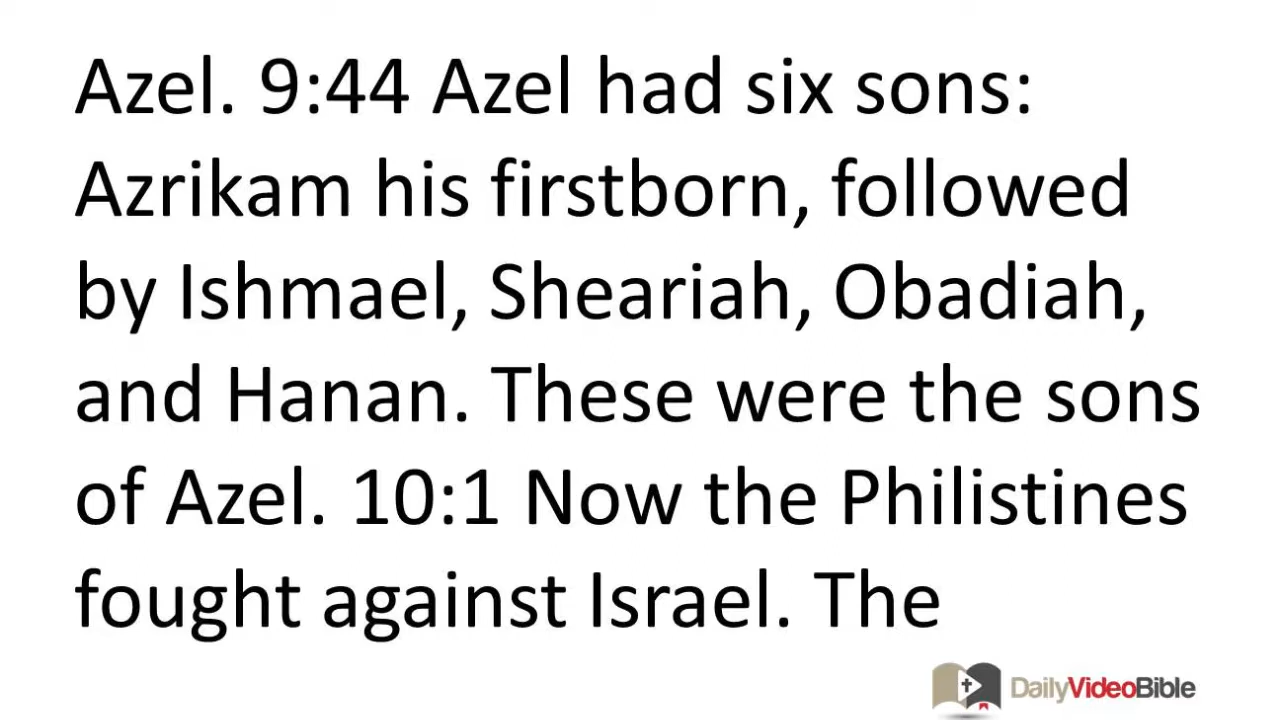 Azel. 9:44 Azel had six sons:
Azrikam his firstborn, followed
by Ishmael, Sheariah, Obadiah,
and Hanan. These were the sons
of Azel. 10:1 Now the Philistines
fought against Israel. The
DailyVideoBible